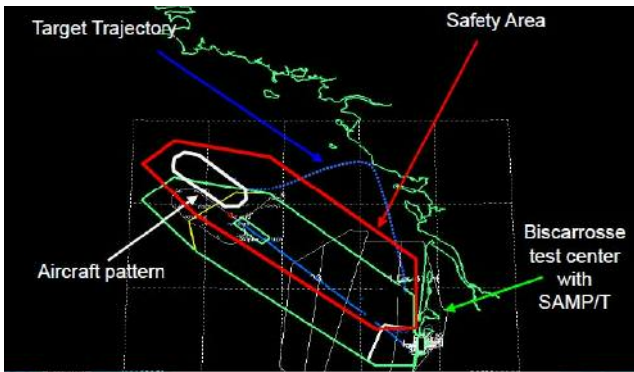 Target Trajectory
Safety Area
Aircraft pattern
Biscarrosse
test center
with
SAMP/T